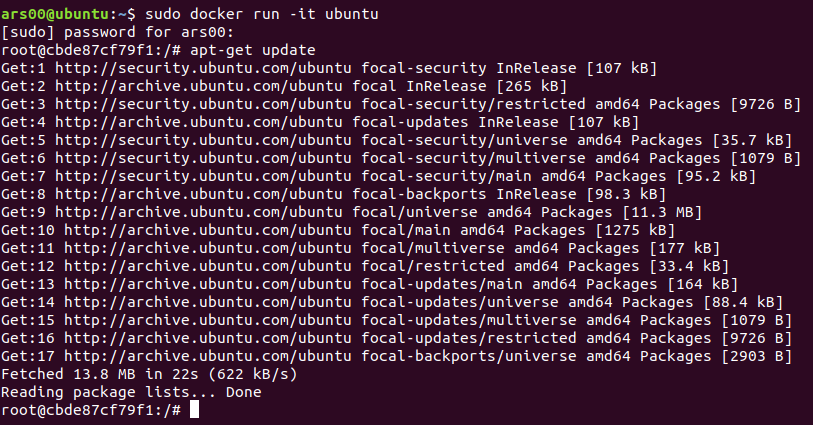 ars00@ubuntu:~$ sudo docker run -it ubuntu
[sudo] password for ars00:
root@cbde87cf79f1:/# apt-get update
Get:1 http://security.ubuntu.com/ubuntu focal-security InRelease [107 kB]
Get:2 http://archive.ubuntu.com/ubuntu focal InRelease [265 kB]
Get:3 http://security.ubuntu.com/ubuntu focal-security/restricted amd64 Packages [9726 B]
Get:4 http://archive.ubuntu.com/ubuntu focal-updates InRelease [107 kB]
Get:5 http://security.ubuntu.com/ubuntu focal-security/universe amd64 Packages [35.7 kB]
Get:6 http://security.ubuntu.com/ubuntu focal-security/multiverse amd64 Packages [1079 B]
Get:7 http://security.ubuntu.com/ubuntu focal-security/main amd64 Packages [95.2 kB]
Get:8 http://archive.ubuntu.com/ubuntu focal-backports InRelease [98.3 kB]
Get:9 http://archive.ubuntu.com/ubuntu focal/universe amd64 Packages [11.3 MB]
Get:10 http://archive.ubuntu.com/ubuntu focal/main amd64 Packages [1275 kB]
Get:11 http://archive.ubuntu.com/ubuntu focal/multiverse amd64 Packages [177 kB]
Get:12 http://archive.ubuntu.com/ubuntu focal/restricted amd64 Packages [33.4 kB]
Get:13 http://archive.ubuntu.com/ubuntu focal-updates/main amd64 Packages [164 kB]
Get:14 http://archive.ubuntu.com/ubuntu focal-updates/universe amd64 Packages [88.4 kB]
Get:15 http://archive.ubuntu.com/ubuntu focal-updates/multiverse amd64 Packages [1079 B]
Get:16 http://archive.ubuntu.com/ubuntu focal-updates/restricted amd64 Packages [9726 B]
Get:17 http://archive.ubuntu.com/ubuntu focal-backports/universe amd64 Packages [2903 B]
Fetched 13.8 MB in 22s (622 kB/s)
Reading package lists... Done
root@cbde87cf79f1:/#